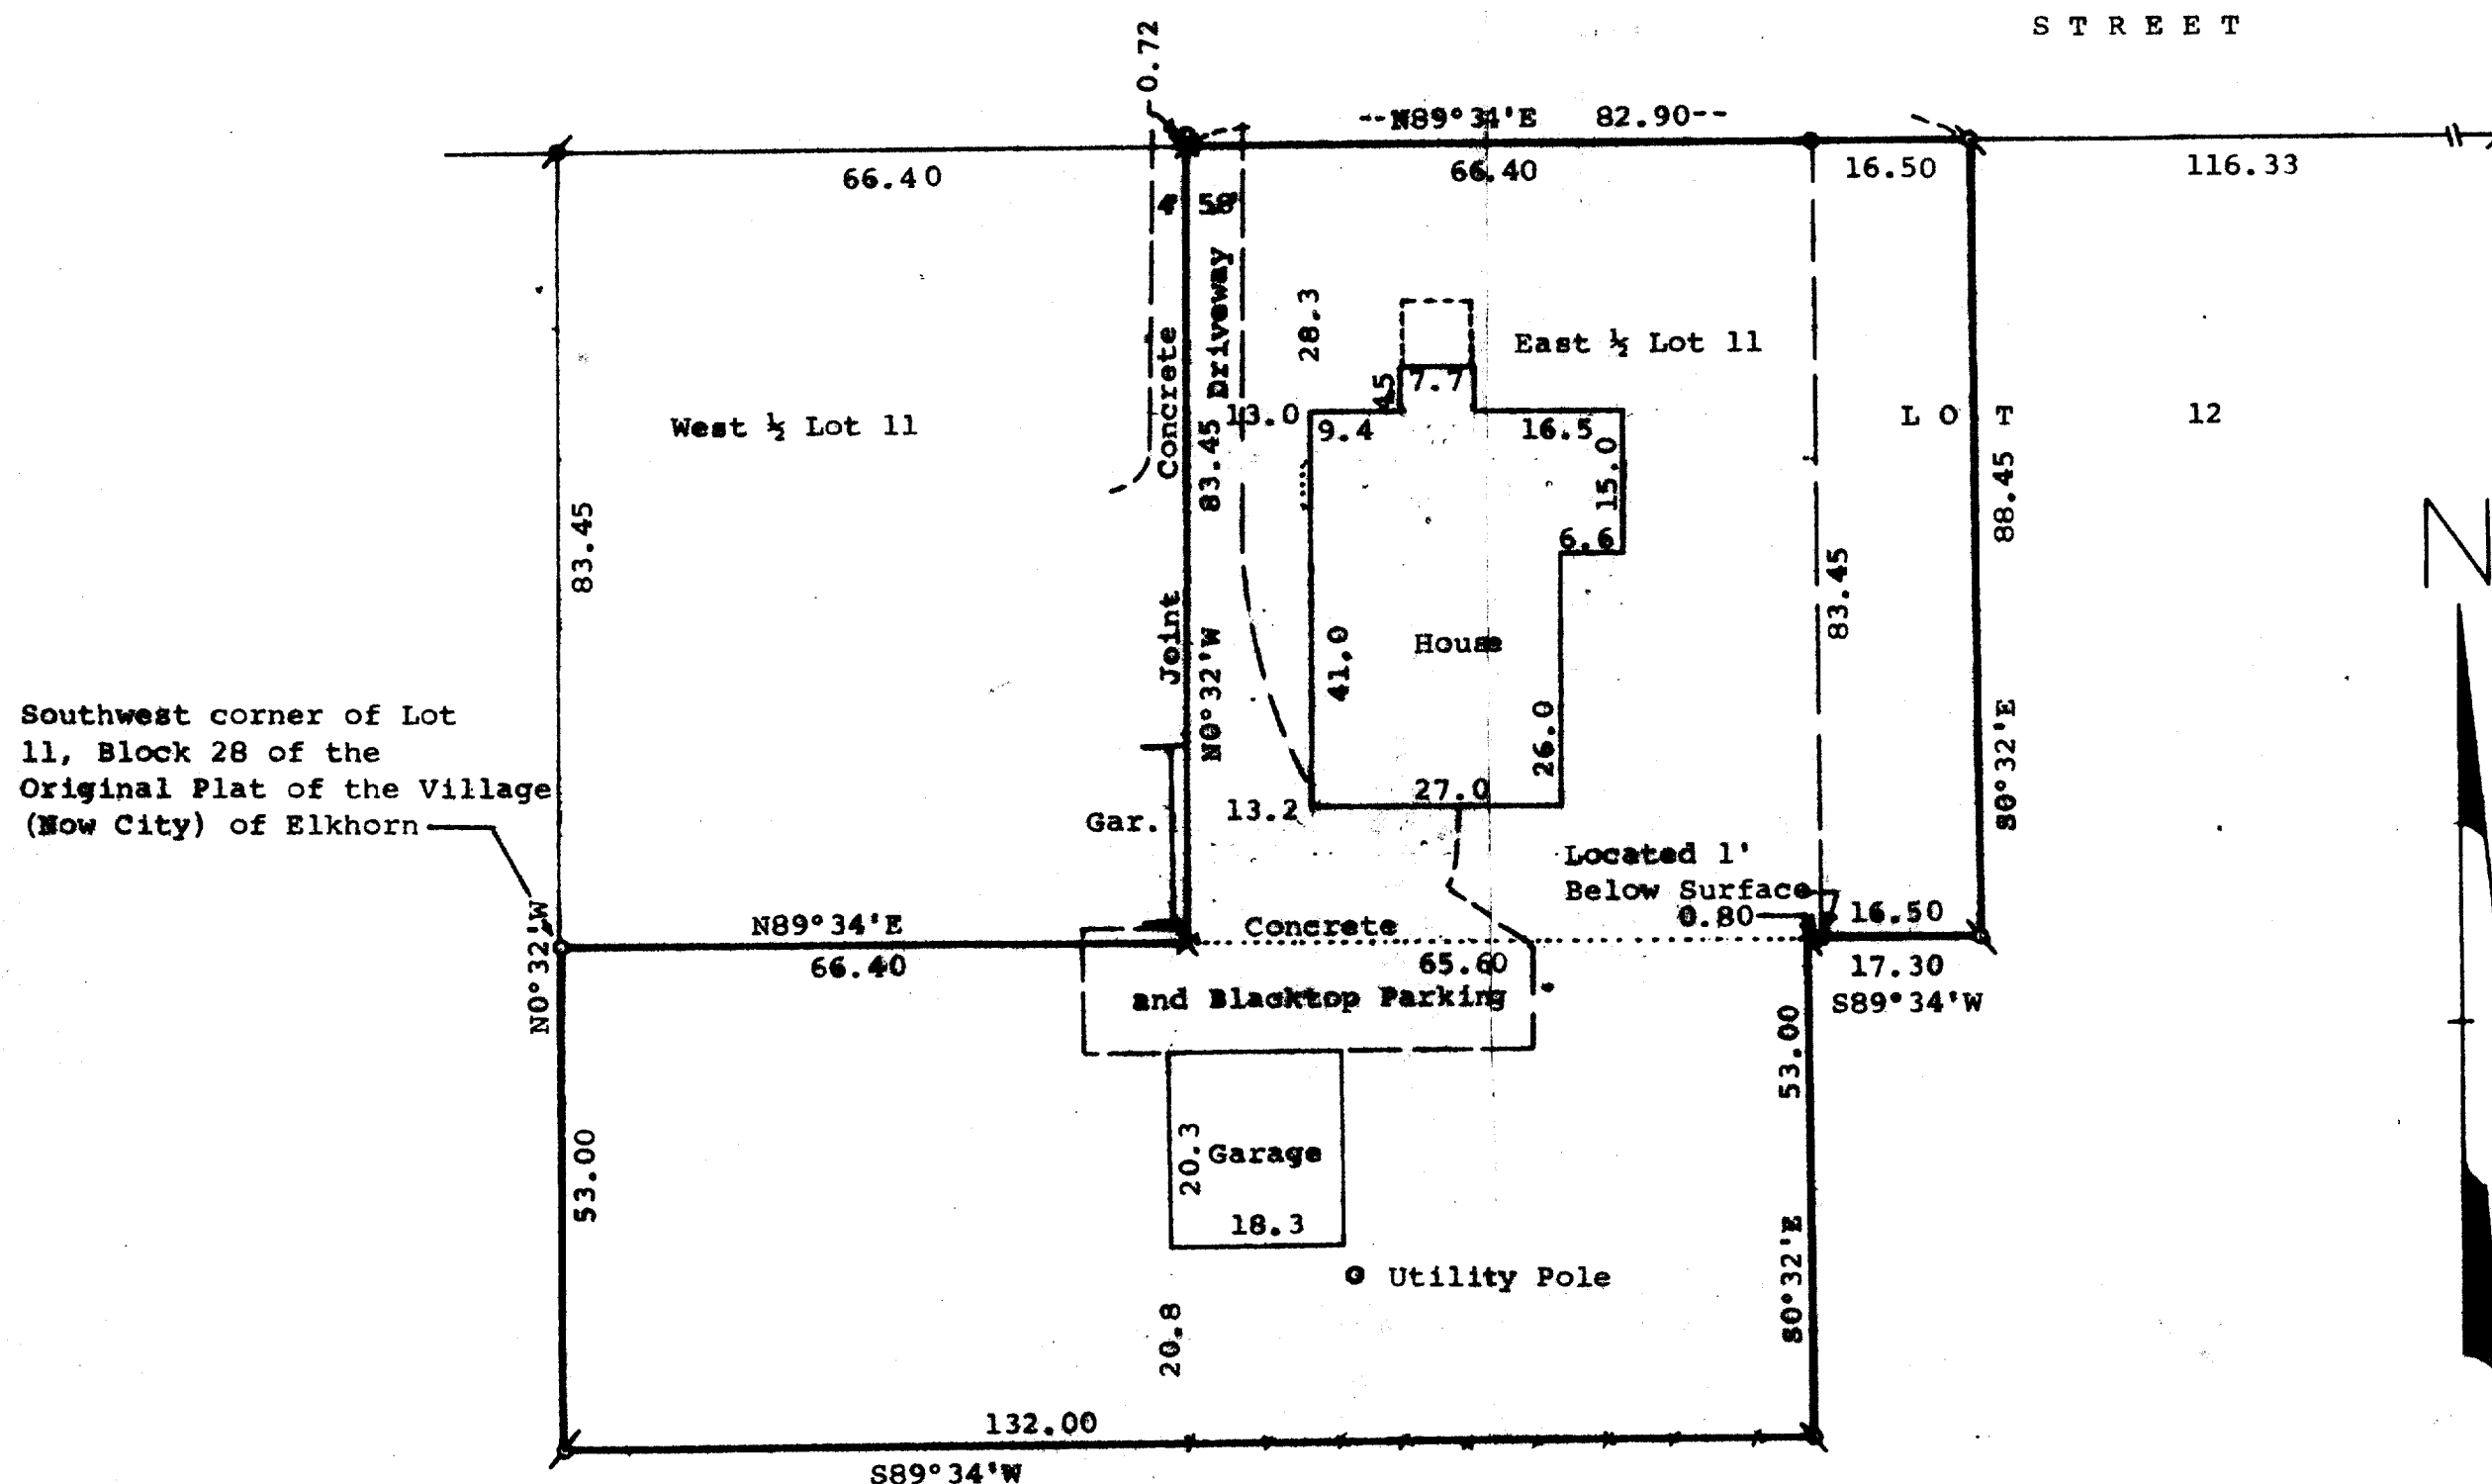 STREET
0.72
--N89°34'E 82.90--
66.40
66.40
16.50
116.33
4'
58'
28.3
East ½ Lot 11
4.5
7.7
West ½ Lot 11
13.0
9.4
16.5
LOT 12
Joint Concrete
Driveway
N0°32'W 83.45
15.0
6.6
83.45
83.45
S0°32'E 88.45
N
41.0
House
26.0
27.0
13.2
Gar.
Southwest corner of Lot
11, Block 28 of the
Original Plat of the Village
(Now City) of Elkhorn
Located 1'
Below Surface
0.80
16.50
N89°34'E
66.40
Concrete
65.60
17.30
S89°34'W
and Blacktop Parking
N0°32'W
53.00
S0°32'E 53.00
20.3
Garage
18.3
Utility Pole
20.8
132.00
S89°34'W